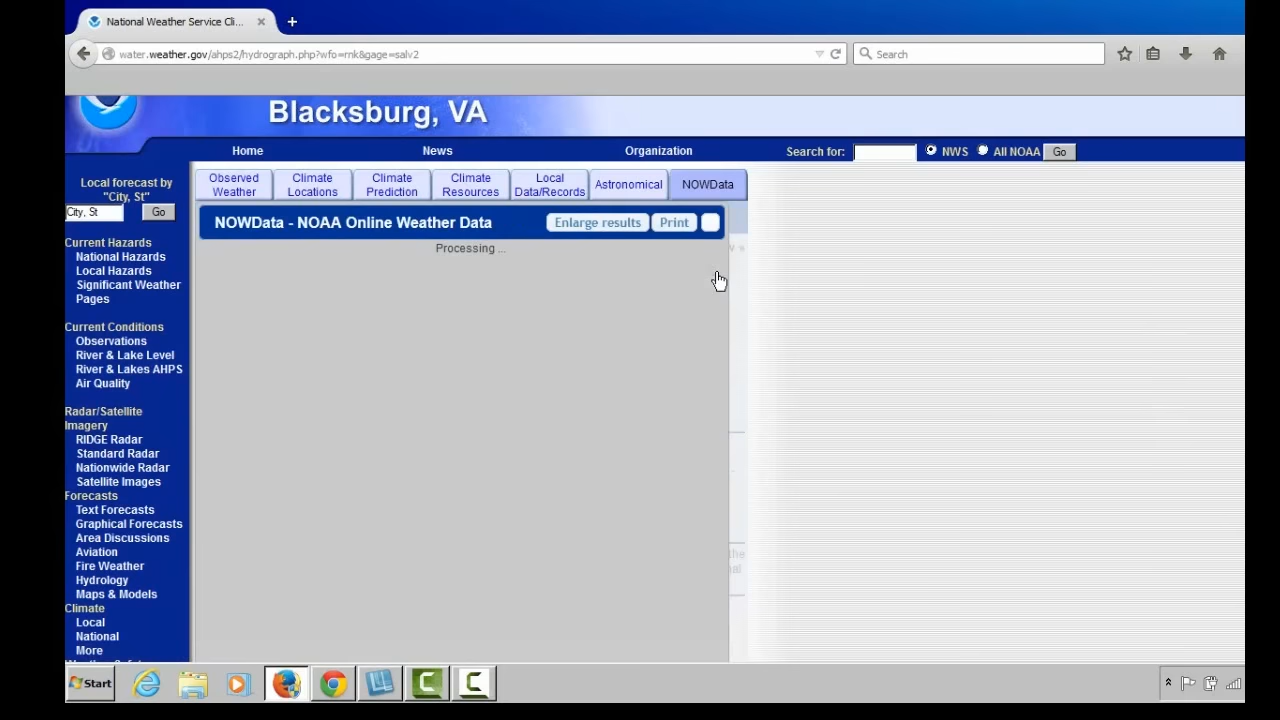 National Weather Service Cli...
water.weather.gov/ahps2/hydrograph.php?wfo=rnk&gage=salv2
Search
Blacksburg, VA
Home News Organization Search for: NWS All NOAA Go
Local forecast by
"City, St"
City, St Go
Observed Weather
Climate Locations
Climate Prediction
Climate Resources
Local Data/Records
Astronomical
NOWData
NOWData - NOAA Online Weather Data Enlarge results Print
Processing ...
Current Hazards
National Hazards
Local Hazards
Significant Weather
Pages
Current Conditions
Observations
River & Lake Level
River & Lakes AHPS
Air Quality
Radar/Satellite
Imagery
RIDGE Radar
Standard Radar
Nationwide Radar
Satellite Images
Forecasts
Text Forecasts
Graphical Forecasts
Area Discussions
Aviation
Fire Weather
Hydrology
Maps & Models
Climate
Local
National
More
the
Start